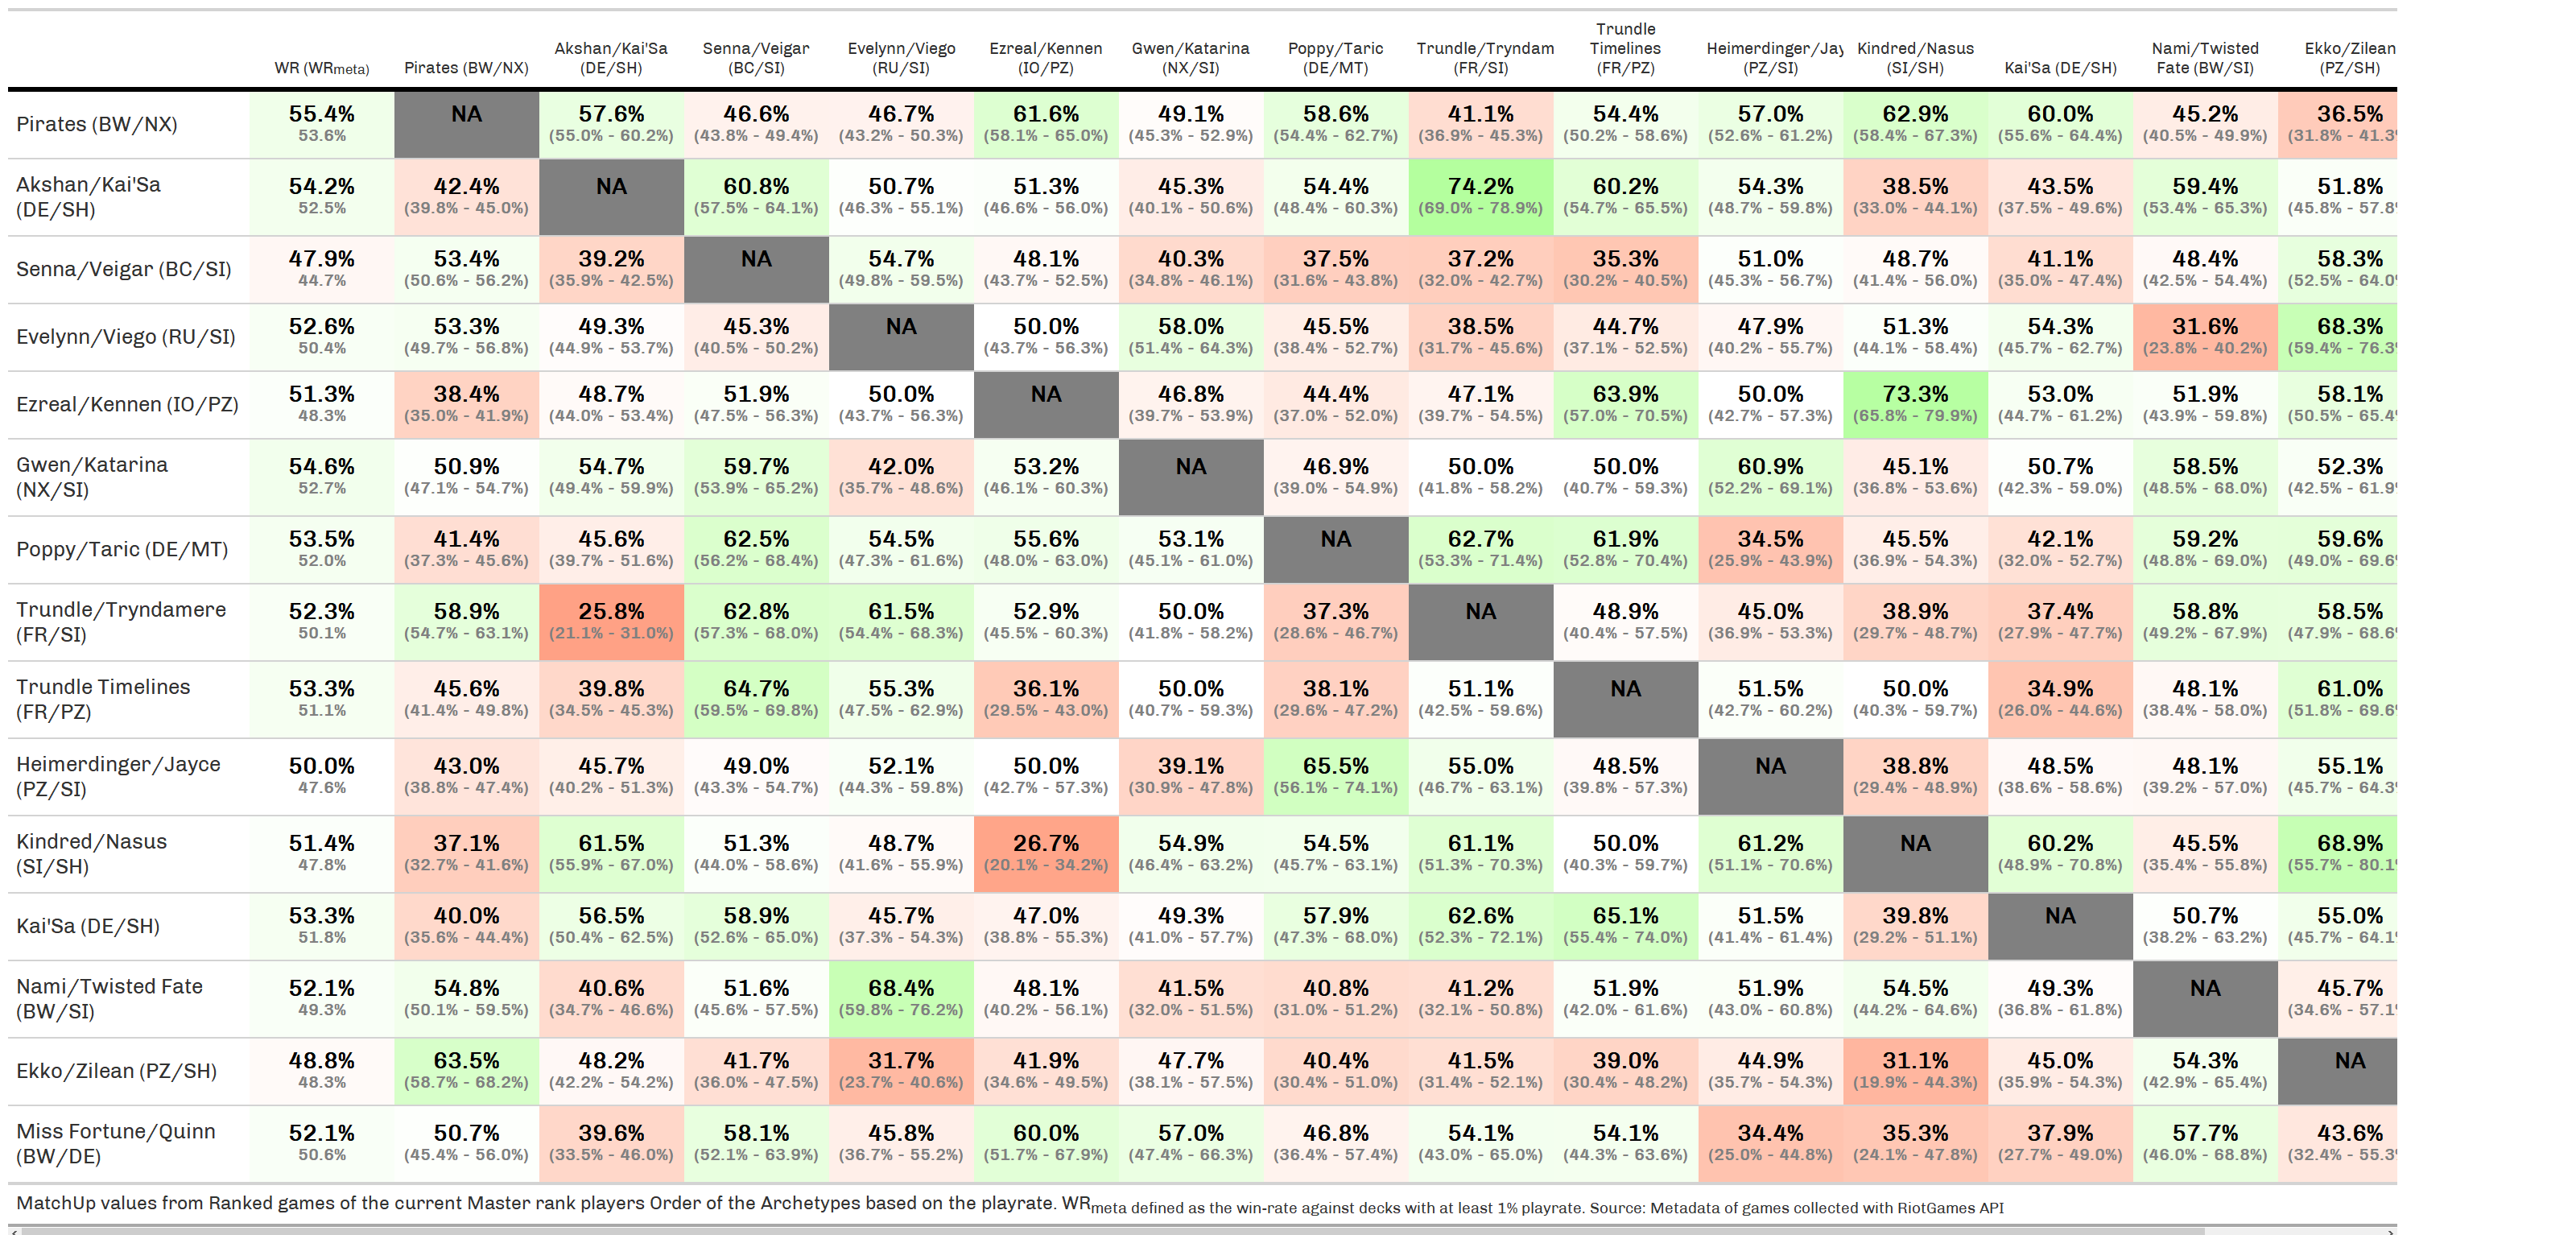 WR (WRmeta) Pirates (BW/NX) Akshan/Kai'Sa (DE/SH) Senna/Veigar (BC/SI) Evelynn/Viego (RU/SI) Ezreal/Kennen (IO/PZ) Gwen/Katarina (NX/SI) Poppy/Taric (DE/MT) Trundle/Tryndam (FR/SI) Trundle Timelines (FR/PZ) Heimerdinger/Jay (PZ/SI) Kindred/Nasus (SI/SH) Kai'Sa (DE/SH) Nami/Twisted Fate (BW/SI) Ekko/Zilean (PZ/SH)
Pirates (BW/NX) 55.4% NA 57.6% 46.6% 46.7% 61.6% 49.1% 58.6% 41.1% 54.4% 57.0% 62.9% 60.0% 45.2% 36.5%
53.6% (55.0% - 60.2%) (43.8% - 49.4%) (43.2% - 50.3%) (58.1% - 65.0%) (45.3% - 52.9%) (54.4% - 62.7%) (36.9% - 45.3%) (50.2% - 58.6%) (52.6% - 61.2%) (58.4% - 67.3%) (55.6% - 64.4%) (40.5% - 49.9%) (31.8% - 41.3%
Akshan/Kai'Sa (DE/SH) 54.2% 42.4% NA 60.8% 50.7% 51.3% 45.3% 54.4% 74.2% 60.2% 54.3% 38.5% 43.5% 59.4% 51.8%
52.5% (39.8% - 45.0%) (57.5% - 64.1%) (46.3% - 55.1%) (46.6% - 56.0%) (40.1% - 50.6%) (48.4% - 60.3%) (69.0% - 78.9%) (54.7% - 65.5%) (48.7% - 59.8%) (33.0% - 44.1%) (37.5% - 49.6%) (53.4% - 65.3%) (45.8% - 57.8%
Senna/Veigar (BC/SI) 47.9% 53.4% 39.2% NA 54.7% 48.1% 40.3% 37.5% 37.2% 35.3% 51.0% 48.7% 41.1% 48.4% 58.3%
44.7% (50.6% - 56.2%) (35.9% - 42.5%) (49.8% - 59.5%) (43.7% - 52.5%) (34.8% - 46.1%) (31.6% - 43.8%) (32.0% - 42.7%) (30.2% - 40.5%) (45.3% - 56.7%) (41.4% - 56.0%) (35.0% - 47.4%) (42.5% - 54.4%) (52.5% - 64.0%
Evelynn/Viego (RU/SI) 52.6% 53.3% 49.3% 45.3% NA 50.0% 58.0% 45.5% 38.5% 44.7% 47.9% 51.3% 54.3% 31.6% 68.3%
50.4% (49.7% - 56.8%) (44.9% - 53.7%) (40.5% - 50.2%) (43.7% - 56.3%) (51.4% - 64.3%) (38.4% - 52.7%) (31.7% - 45.6%) (37.1% - 52.5%) (40.2% - 55.7%) (44.1% - 58.4%) (45.7% - 62.7%) (23.8% - 40.2%) (59.4% - 76.3%
Ezreal/Kennen (IO/PZ) 51.3% 38.4% 48.7% 51.9% 50.0% NA 46.8% 44.4% 47.1% 63.9% 50.0% 73.3% 53.0% 51.9% 58.1%
48.3% (35.0% - 41.9%) (44.0% - 53.4%) (47.5% - 56.3%) (43.7% - 56.3%) (39.7% - 53.9%) (37.0% - 52.0%) (39.7% - 54.5%) (57.0% - 70.5%) (42.7% - 57.3%) (65.8% - 79.9%) (44.7% - 61.2%) (43.9% - 59.8%) (50.5% - 65.4%
Gwen/Katarina (NX/SI) 54.6% 50.9% 54.7% 59.7% 42.0% 53.2% NA 46.9% 50.0% 50.0% 60.9% 45.1% 50.7% 58.5% 52.3%
52.7% (47.1% - 54.7%) (49.4% - 59.9%) (53.9% - 65.2%) (35.7% - 48.6%) (46.1% - 60.3%) (39.0% - 54.9%) (41.8% - 58.2%) (40.7% - 59.3%) (52.2% - 69.1%) (36.8% - 53.6%) (42.3% - 59.0%) (48.5% - 68.0%) (42.5% - 61.9%
Poppy/Taric (DE/MT) 53.5% 41.4% 45.6% 62.5% 54.5% 55.6% 53.1% NA 62.7% 61.9% 34.5% 45.5% 42.1% 59.2% 59.6%
52.0% (37.3% - 45.6%) (39.7% - 51.6%) (56.2% - 68.4%) (47.3% - 61.6%) (48.0% - 63.0%) (45.1% - 61.0%) (53.3% - 71.4%) (52.8% - 70.4%) (25.9% - 43.9%) (36.9% - 54.3%) (32.0% - 52.7%) (48.8% - 69.0%) (49.0% - 69.6%
Trundle/Tryndamere (FR/SI) 52.3% 58.9% 25.8% 62.8% 61.5% 52.9% 50.0% 37.3% NA 48.9% 45.0% 38.9% 37.4% 58.8% 58.5%
50.1% (54.7% - 63.1%) (21.1% - 31.0%) (57.3% - 68.0%) (54.4% - 68.3%) (45.5% - 60.3%) (41.8% - 58.2%) (28.6% - 46.7%) (40.4% - 57.5%) (36.9% - 53.3%) (29.7% - 48.7%) (27.9% - 47.7%) (49.2% - 67.9%) (47.9% - 68.6%
Trundle Timelines (FR/PZ) 53.3% 45.6% 39.8% 64.7% 55.3% 36.1% 50.0% 38.1% 51.1% NA 51.5% 50.0% 34.9% 48.1% 61.0%
51.1% (41.4% - 49.8%) (34.5% - 45.3%) (59.5% - 69.8%) (47.5% - 62.9%) (29.5% - 43.0%) (40.7% - 59.3%) (29.6% - 47.2%) (42.5% - 59.6%) (42.7% - 60.2%) (40.3% - 59.7%) (26.0% - 44.6%) (38.4% - 58.0%) (51.8% - 69.6%
Heimerdinger/Jayce (PZ/SI) 50.0% 43.0% 45.7% 49.0% 52.1% 50.0% 39.1% 65.5% 55.0% 48.5% NA 38.8% 48.5% 48.1% 55.1%
47.6% (38.8% - 47.4%) (40.2% - 51.3%) (43.3% - 54.7%) (44.3% - 59.8%) (42.7% - 57.3%) (30.9% - 47.8%) (56.1% - 74.1%) (46.7% - 63.1%) (39.8% - 57.3%) (29.4% - 48.9%) (38.6% - 58.6%) (39.2% - 57.0%) (45.7% - 64.3%
Kindred/Nasus (SI/SH) 51.4% 37.1% 61.5% 51.3% 48.7% 26.7% 54.9% 54.5% 61.1% 50.0% 61.2% NA 60.2% 45.5% 68.9%
47.8% (32.7% - 41.6%) (55.9% - 67.0%) (44.0% - 58.6%) (41.6% - 55.9%) (20.1% - 34.2%) (46.4% - 63.2%) (45.7% - 63.1%) (51.3% - 70.3%) (40.3% - 59.7%) (51.1% - 70.6%) (48.9% - 70.8%) (35.4% - 55.8%) (55.7% - 80.1%
Kai'Sa (DE/SH) 53.3% 40.0% 56.5% 58.9% 45.7% 47.0% 49.3% 57.9% 62.6% 65.1% 51.5% 39.8% NA 50.7% 55.0%
51.8% (35.6% - 44.4%) (50.4% - 62.5%) (52.6% - 65.0%) (37.3% - 54.3%) (38.8% - 55.3%) (41.0% - 57.7%) (47.3% - 68.0%) (52.3% - 72.1%) (55.4% - 74.0%) (41.4% - 61.4%) (29.2% - 51.1%) (38.2% - 63.2%) (45.7% - 64.1%
Nami/Twisted Fate (BW/SI) 52.1% 54.8% 40.6% 51.6% 68.4% 48.1% 41.5% 40.8% 41.2% 51.9% 51.9% 54.5% 49.3% NA 45.7%
49.3% (50.1% - 59.5%) (34.7% - 46.6%) (45.6% - 57.5%) (59.8% - 76.2%) (40.2% - 56.1%) (32.0% - 51.5%) (31.0% - 51.2%) (32.1% - 50.8%) (42.0% - 61.6%) (43.0% - 60.8%) (44.2% - 64.6%) (36.8% - 61.8%) (34.6% - 57.1%
Ekko/Zilean (PZ/SH) 48.8% 63.5% 48.2% 41.7% 31.7% 41.9% 47.7% 40.4% 41.5% 39.0% 44.9% 31.1% 45.0% 54.3% NA
48.3% (58.7% - 68.2%) (42.2% - 54.2%) (36.0% - 47.5%) (23.7% - 40.6%) (34.6% - 49.5%) (38.1% - 57.5%) (30.4% - 51.0%) (31.4% - 52.1%) (30.4% - 48.2%) (35.7% - 54.3%) (19.9% - 44.3%) (35.9% - 54.3%) (42.9% - 65.4%)
Miss Fortune/Quinn (BW/DE) 52.1% 50.7% 39.6% 58.1% 45.8% 60.0% 57.0% 46.8% 54.1% 54.1% 34.4% 35.3% 37.9% 57.7% 43.6%
50.6% (45.4% - 56.0%) (33.5% - 46.0%) (52.1% - 63.9%) (36.7% - 55.2%) (51.7% - 67.9%) (47.4% - 66.3%) (36.4% - 57.4%) (43.0% - 65.0%) (44.3% - 63.6%) (25.0% - 44.8%) (24.1% - 47.8%) (27.7% - 49.0%) (46.0% - 68.8%) (32.4% - 55.3%
MatchUp values from Ranked games of the current Master rank players Order of the Archetypes based on the playrate. WRmeta defined as the win-rate against decks with at least 1% playrate. Source: Metadata of games collected with RiotGames API